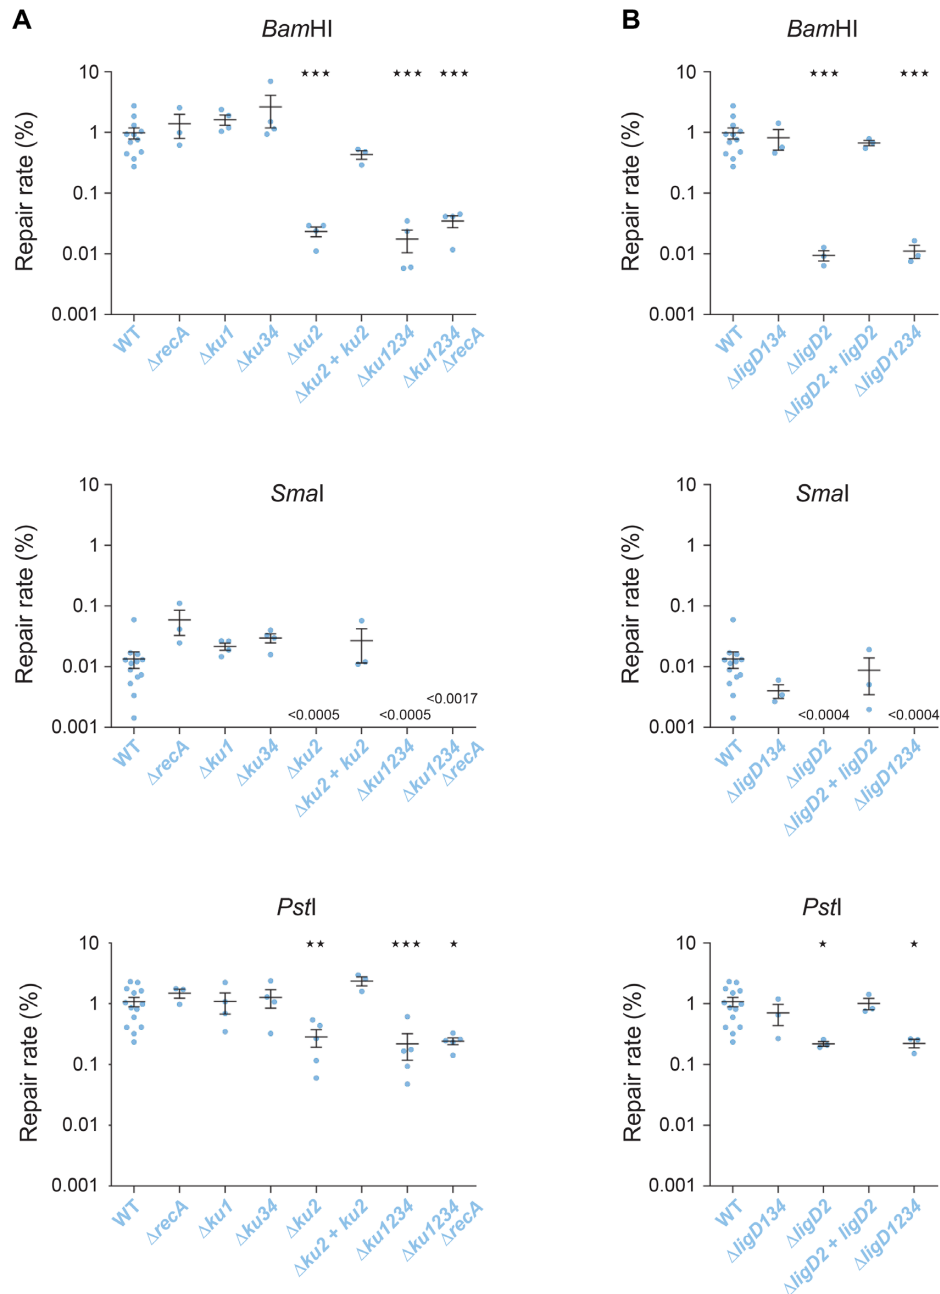 A
BamHI
★★★ ★★★ ★★★
10
1
0.1
0.01
0.001
Repair rate (%)
WT
ΔrecA
Δku1
Δku34
Δku2
Δku2 + ku2
Δku1234
Δku1234
ΔrecA
B
BamHI
★★★ ★★★
10
1
0.1
0.01
0.001
Repair rate (%)
WT
ΔligD134
ΔligD2
ΔligD2 + ligD2
ΔligD1234
SmaI
10
1
0.1
0.01
0.001
Repair rate (%)
<0.0005
<0.0005
<0.0017
WT
ΔrecA
Δku1
Δku34
Δku2
Δku2 + ku2
Δku1234
Δku1234
ΔrecA
SmaI
10
1
0.1
0.01
0.001
Repair rate (%)
<0.0004
<0.0004
WT
ΔligD134
ΔligD2
ΔligD2 + ligD2
ΔligD1234
PstI
★★ ★★★ ★
10
1
0.1
0.01
0.001
Repair rate (%)
WT
ΔrecA
Δku1
Δku34
Δku2
Δku2 + ku2
Δku1234
Δku1234
ΔrecA
PstI
★ ★
10
1
0.1
0.01
0.001
Repair rate (%)
WT
ΔligD134
ΔligD2
ΔligD2 + ligD2
ΔligD1234